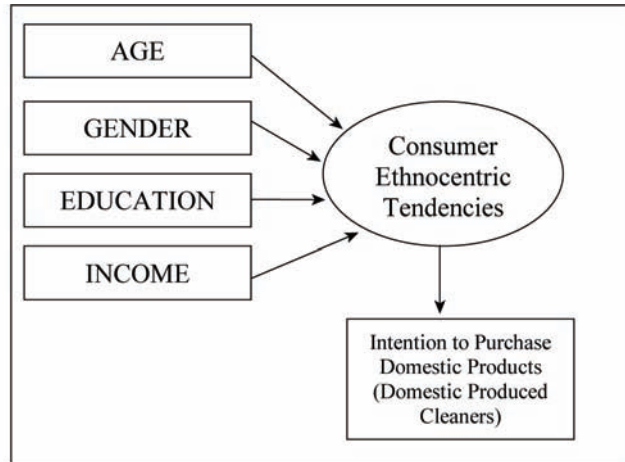 AGE
GENDER
EDUCATION
INCOME
Consumer
Ethnocentric
Tendencies
Intention to Purchase
Domestic Products
(Domestic Produced
Cleaners)